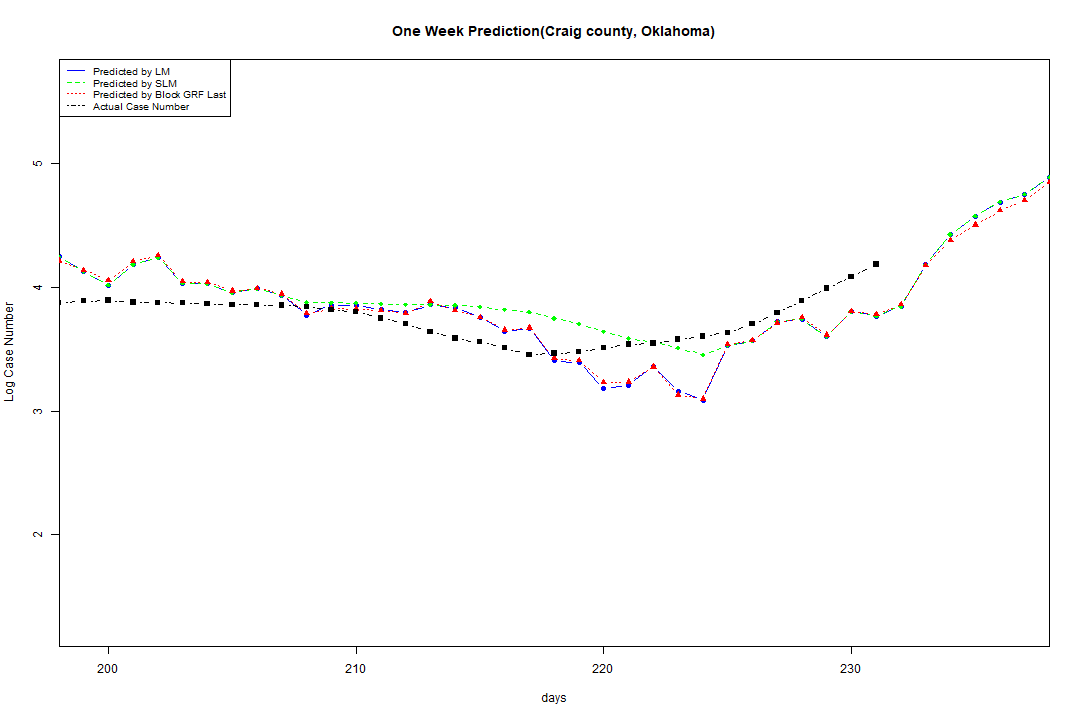 One Week Prediction(Craig county, Oklahoma)
Predicted by LM
Predicted by SLM
Predicted by Block GRF Last
Actual Case Number
5
4
3
2
Log Case Number
200 210 220 230
days